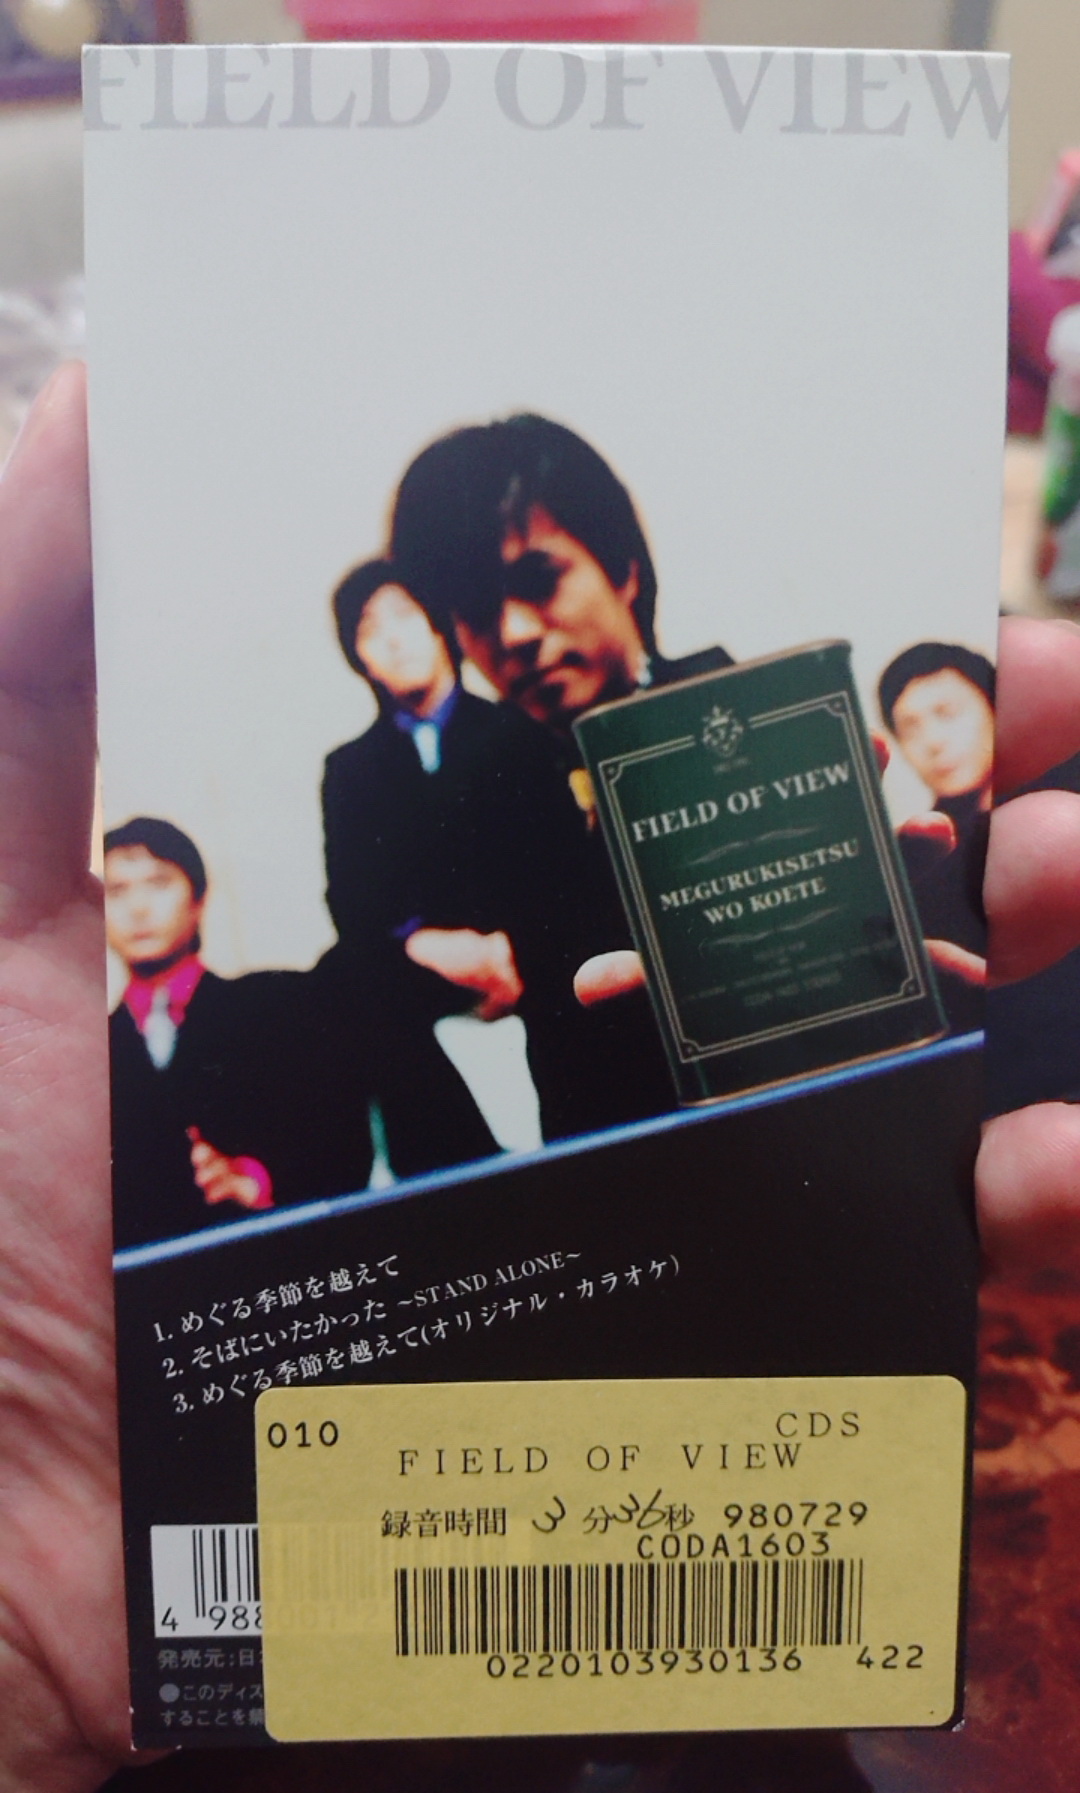 FIELD OF VIEW
FIELD OF VIEW
MEGURUKISETSU
WO KOETE
1. めぐる季節を越えて
2. そばにいたかった ~STAND ALONE~
3. めぐる季節を越えて(オリジナル・カラオケ)
010
CDS
FIELD OF VIEW
録音時間 3分36秒 980729
CODA1603
0220103930136 422
4 988001
発売元:日
●このディス
することを禁